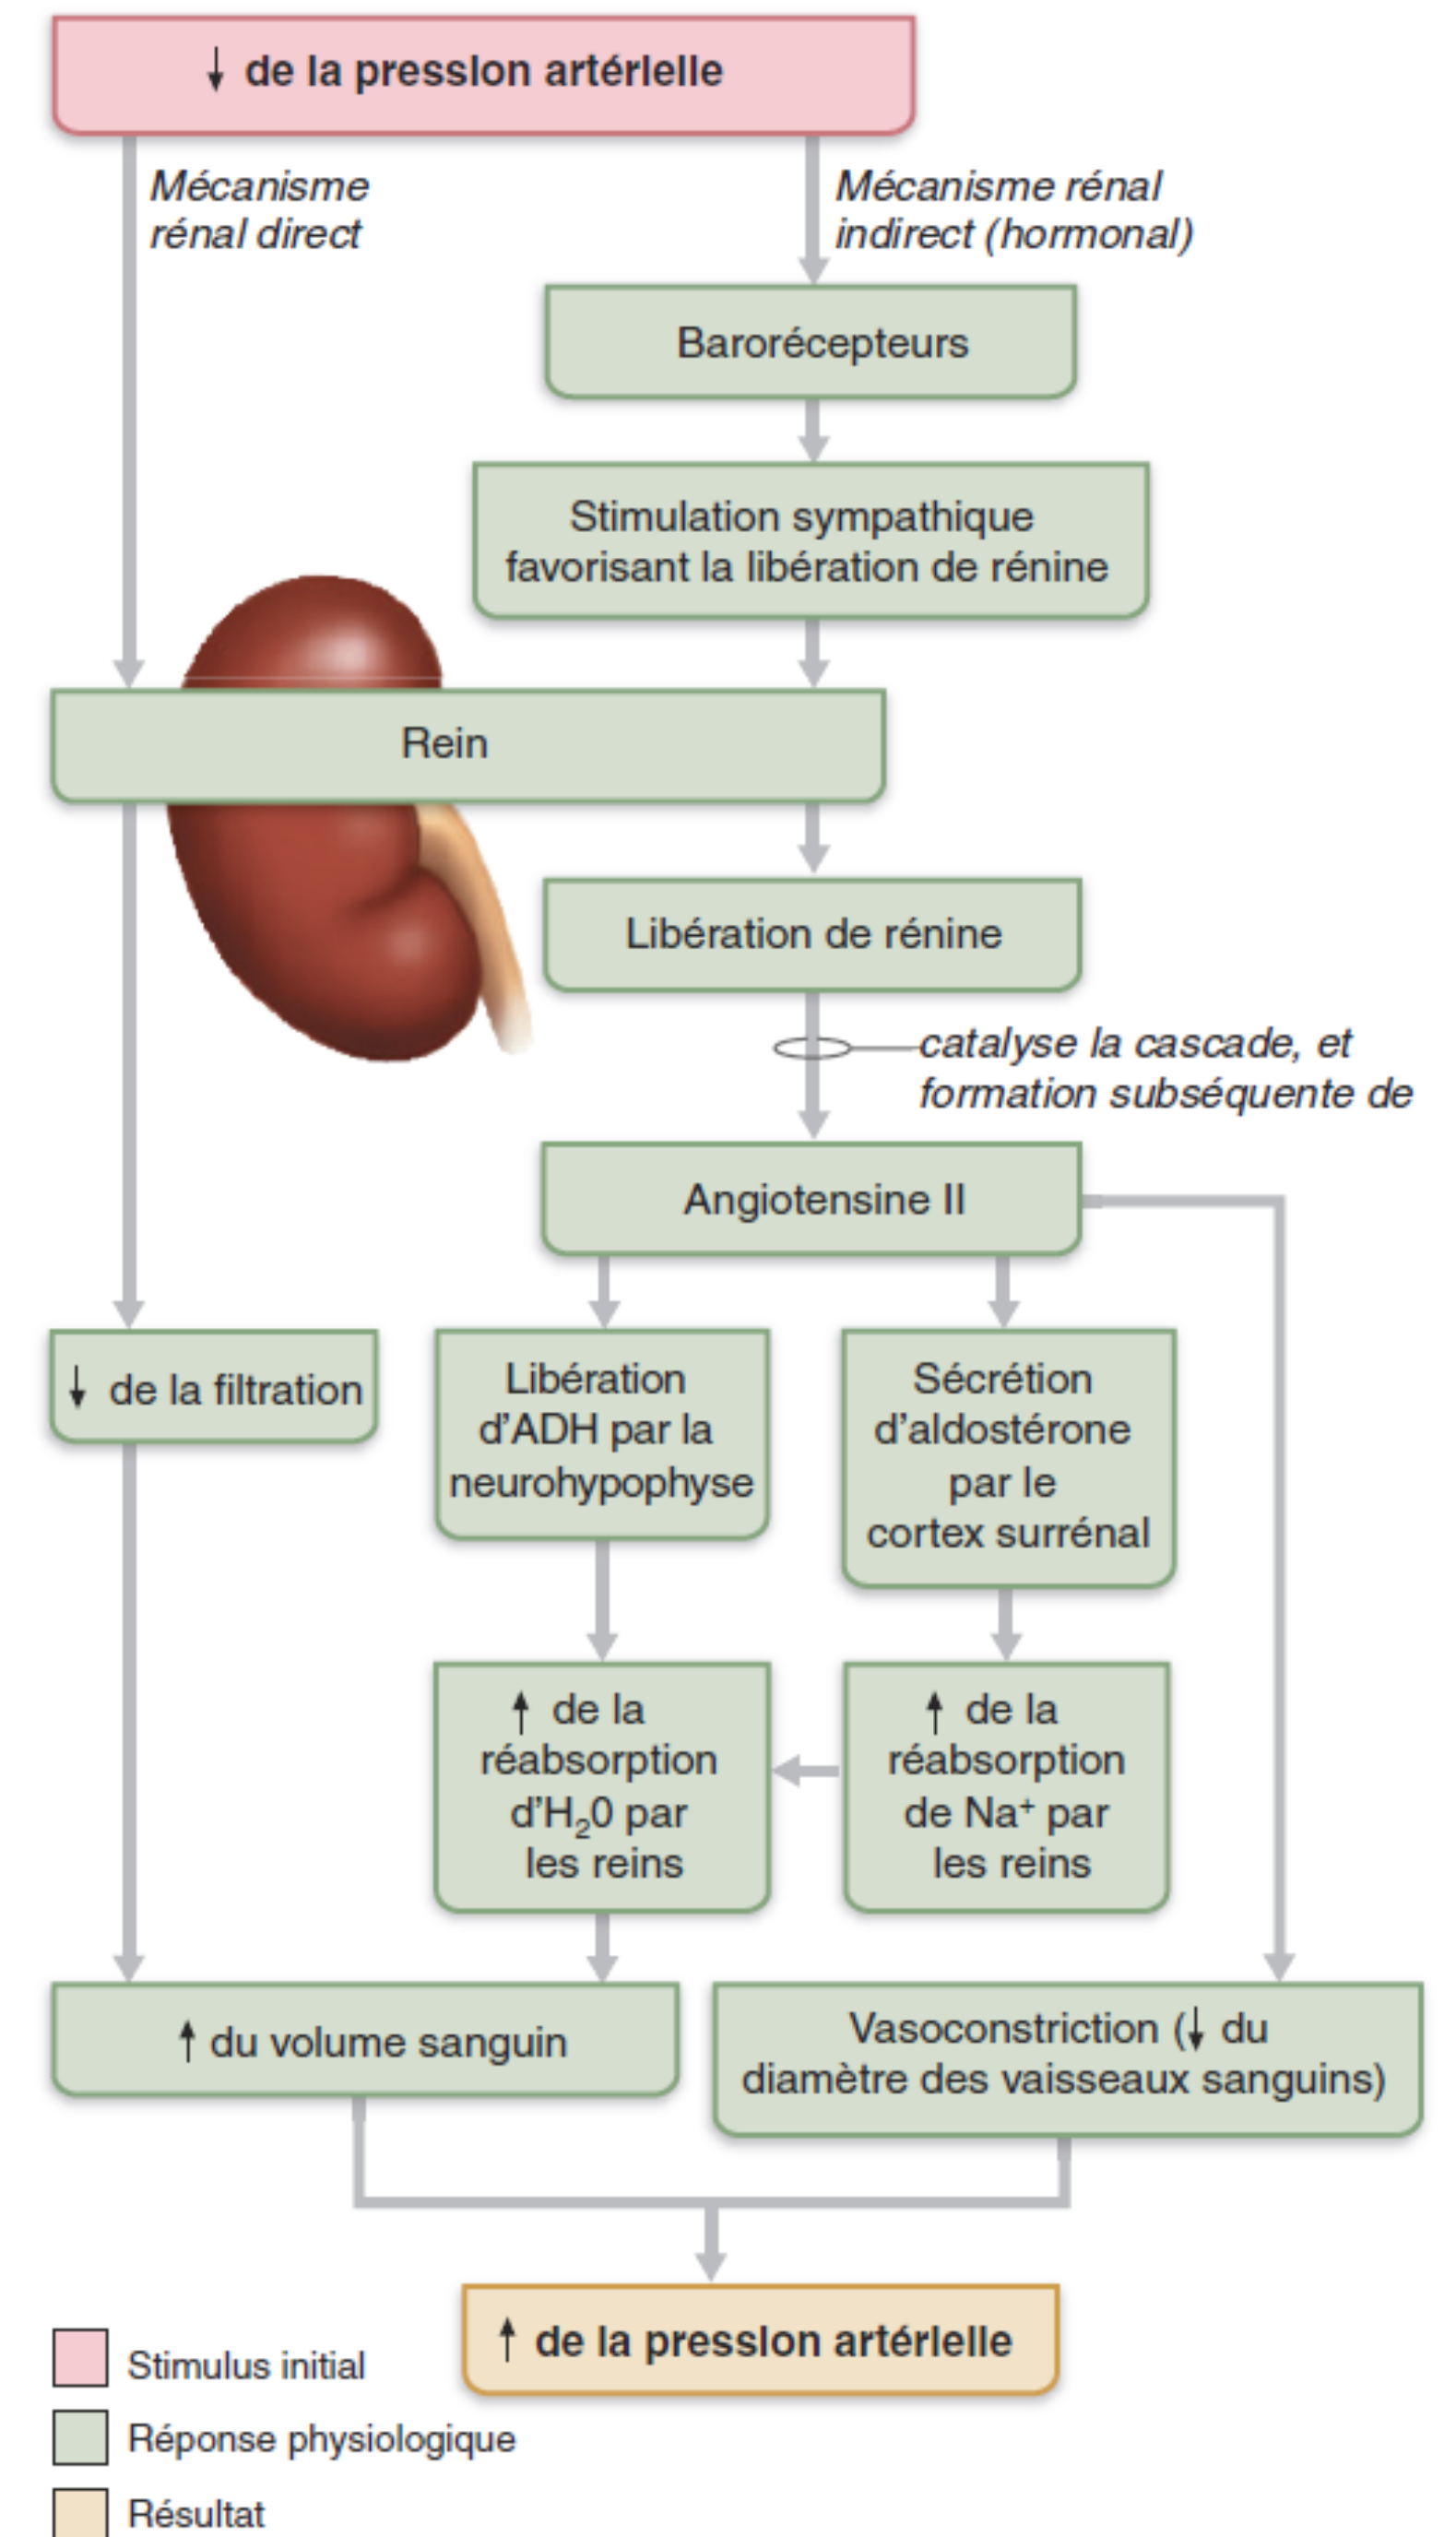 ↓ de la pression artérielle
Mécanisme
rénal direct
Mécanisme rénal
indirect (hormonal)
Barorécepteurs
Stimulation sympathique
favorisant la libération de rénine
Rein
Libération de rénine
catalyse la cascade, et
formation subséquente de
Angiotensine II
↓ de la filtration
Libération
d'ADH par la
neurohypophyse
Sécrétion
d'aldostérone
par le
cortex surrénal
↑ de la
réabsorption
d'H₂0 par
les reins
↑ de la
réabsorption
de Na⁺ par
les reins
↑ du volume sanguin
Vasoconstriction (↓ du
diamètre des vaisseaux sanguins)
↑ de la pression artérielle
Stimulus initial
Réponse physiologique
Résultat